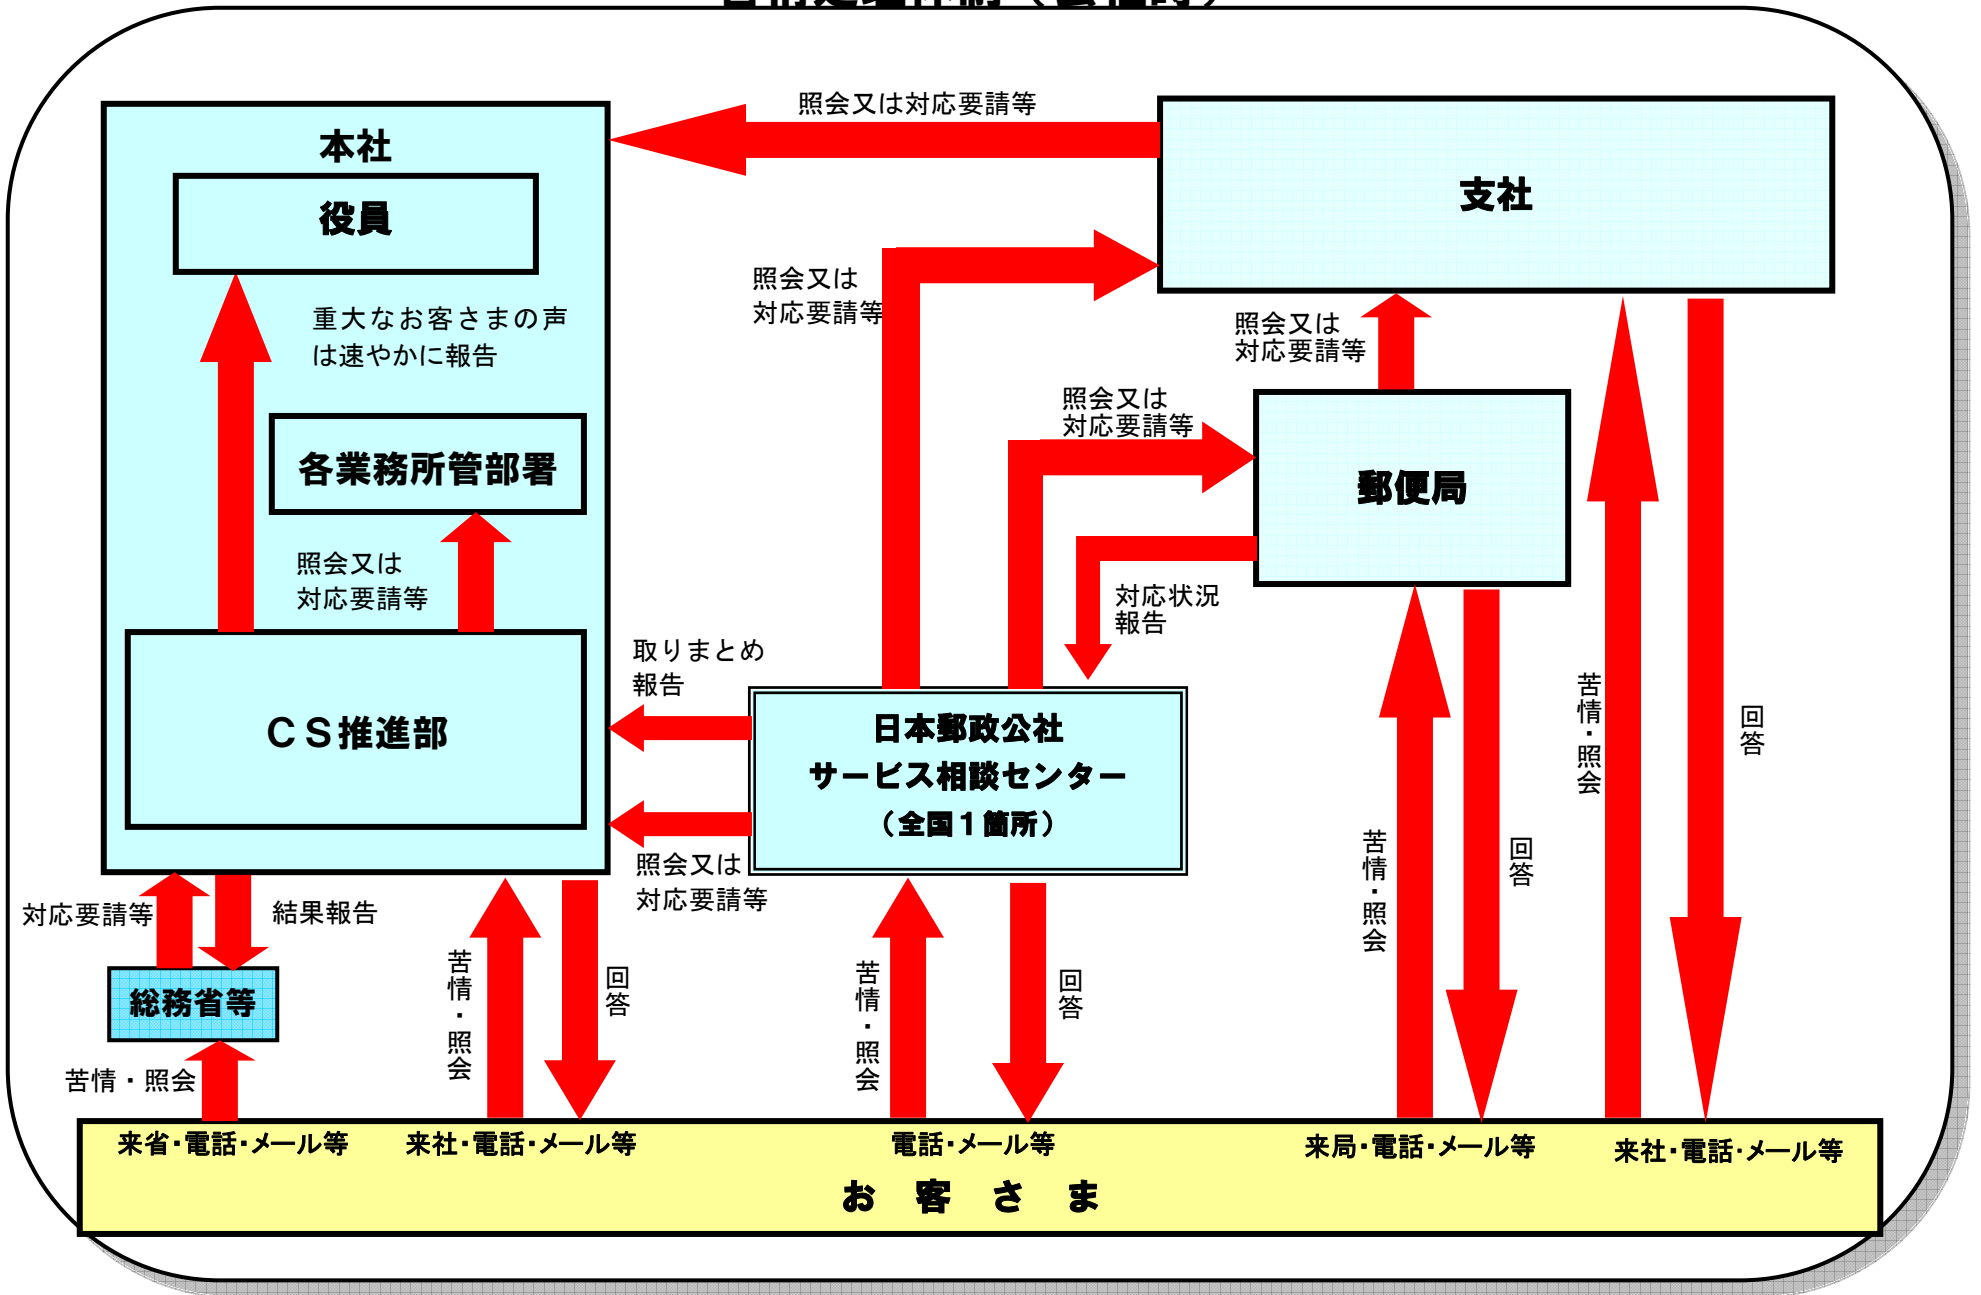 照会又は対応要請等
本社
役員
支社
重大なお客さまの声
は速やかに報告
照会又は
対応要請等
照会又は
対応要請等
照会又は
対応要請等
各業務所管部署
郵便局
照会又は
対応要請等
対応状況
報告
取りまとめ
報告
CS推進部
日本郵政公社
サービス相談センター
（全国１箇所）
照会又は
対応要請等
苦情・照会
回答
苦情・照会
回答
対応要請等
結果報告
総務省等
苦情・照会
苦情・照会
回答
苦情・照会
回答
来省・電話・メール等
来社・電話・メール等
電話・メール等
来局・電話・メール等
来社・電話・メール等
お客さま